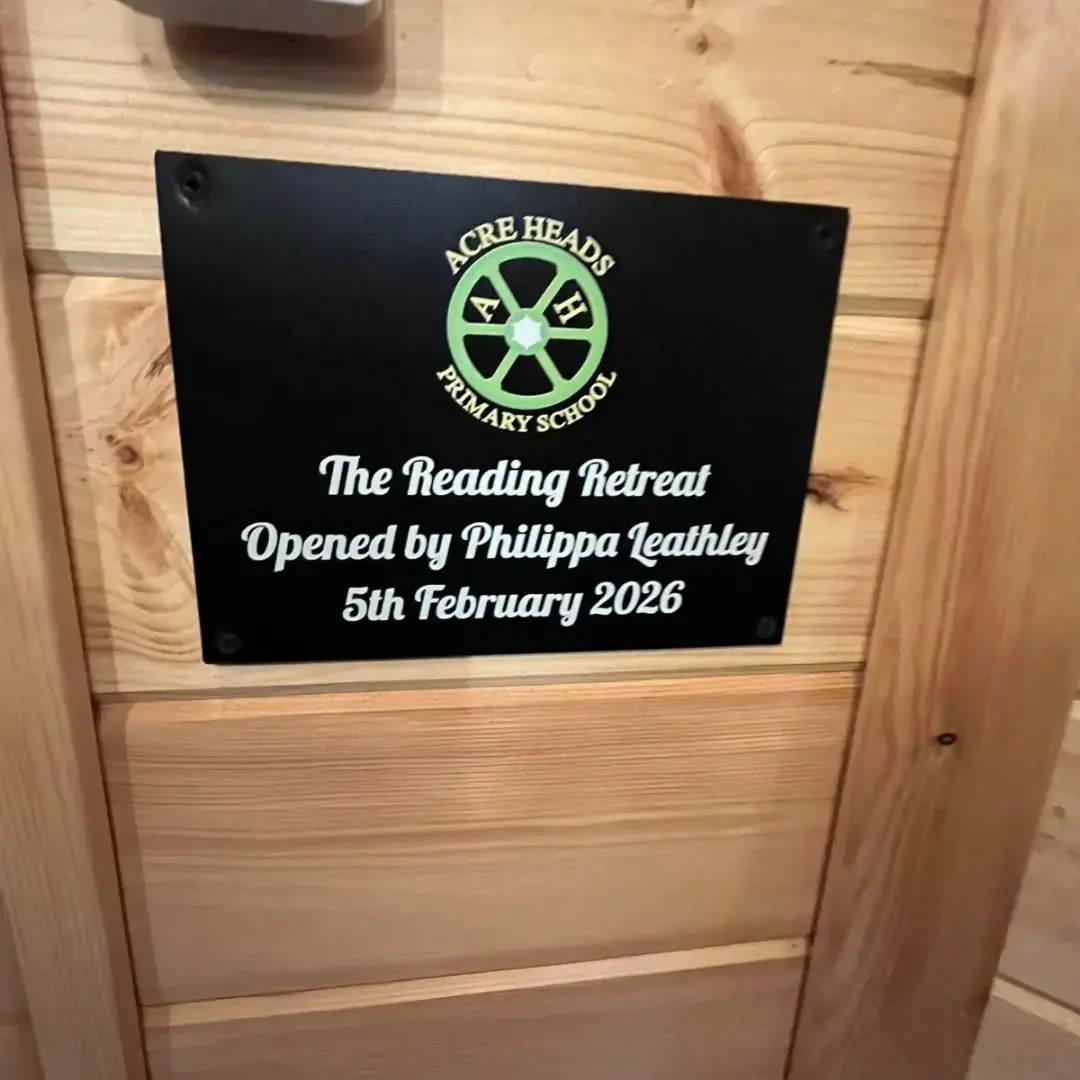 ACRE HEADS
A H
PRIMARY SCHOOL
The Reading Retreat
Opened by Philippa Leathley
5th February 2026